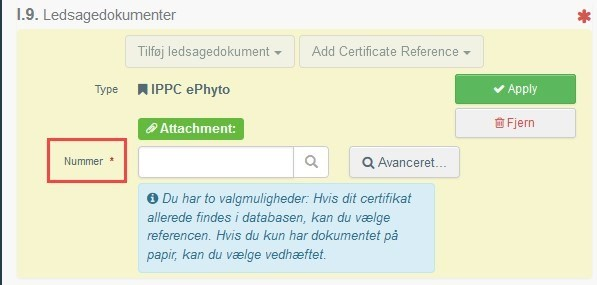 I.9. Ledsagedokumenter
Tilføj ledsagedokument
Add Certificate Reference
Type
IPPC ePhyto
Apply
Fjern
Attachment:
Nummer *
Avanceret...
Du har to valgmuligheder: Hvis dit certifikat
allerede findes i databasen, kan du vælge
referencen. Hvis du kun har dokumentet på
papir, kan du vælge vedhæftet.